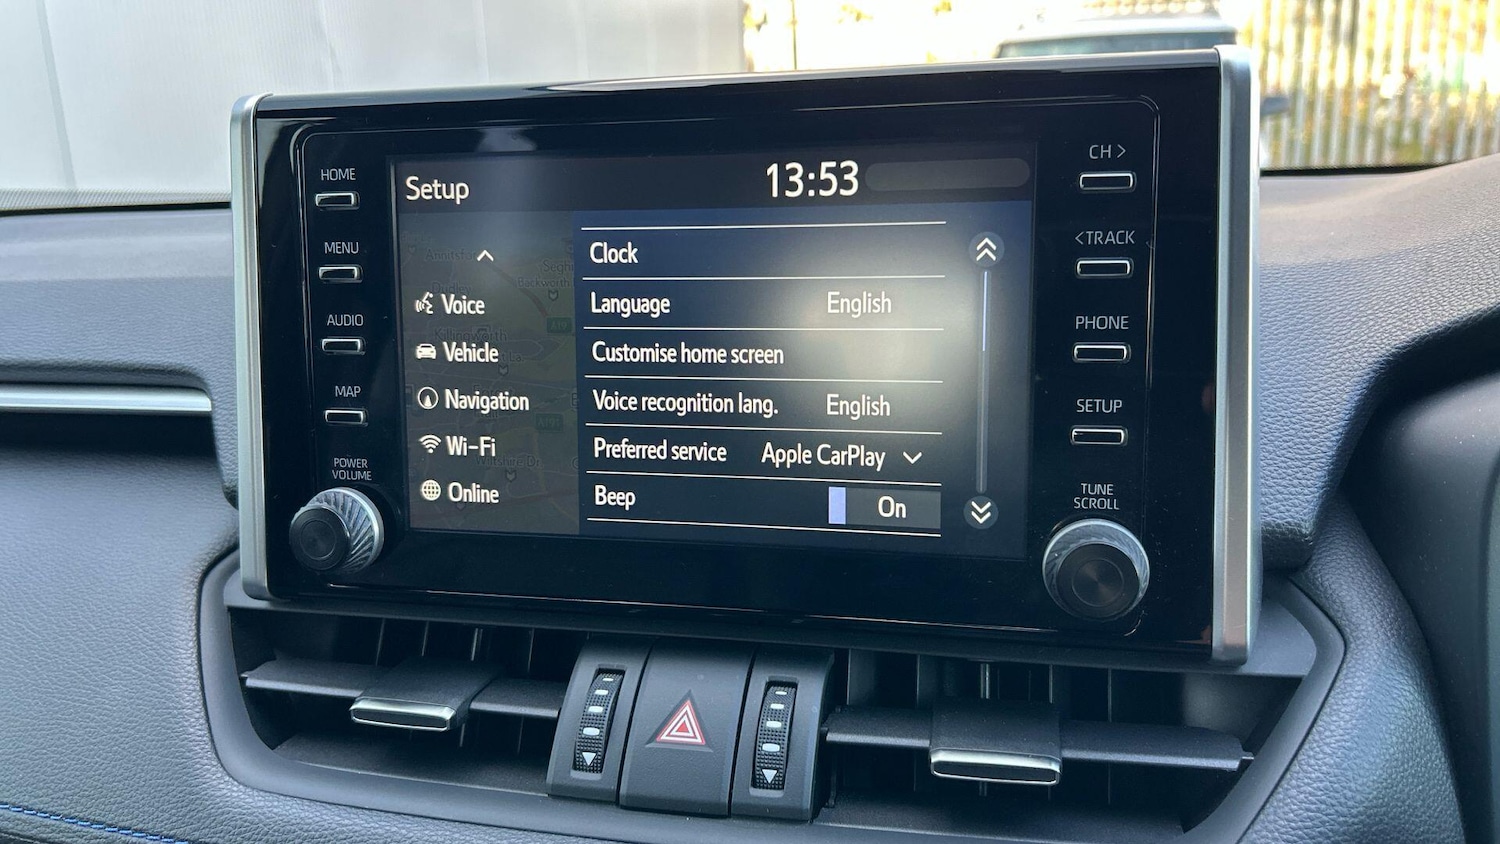 HOME
MENU
AUDIO
MAP
POWER
VOLUME
Setup
13:53
Voice
Vehicle
Navigation
Wi-Fi
Online
Clock
Language English
Customise home screen
Voice recognition lang. English
Preferred service Apple CarPlay
Beep On
CH >
< TRACK
PHONE
SETUP
TUNE
SCROLL